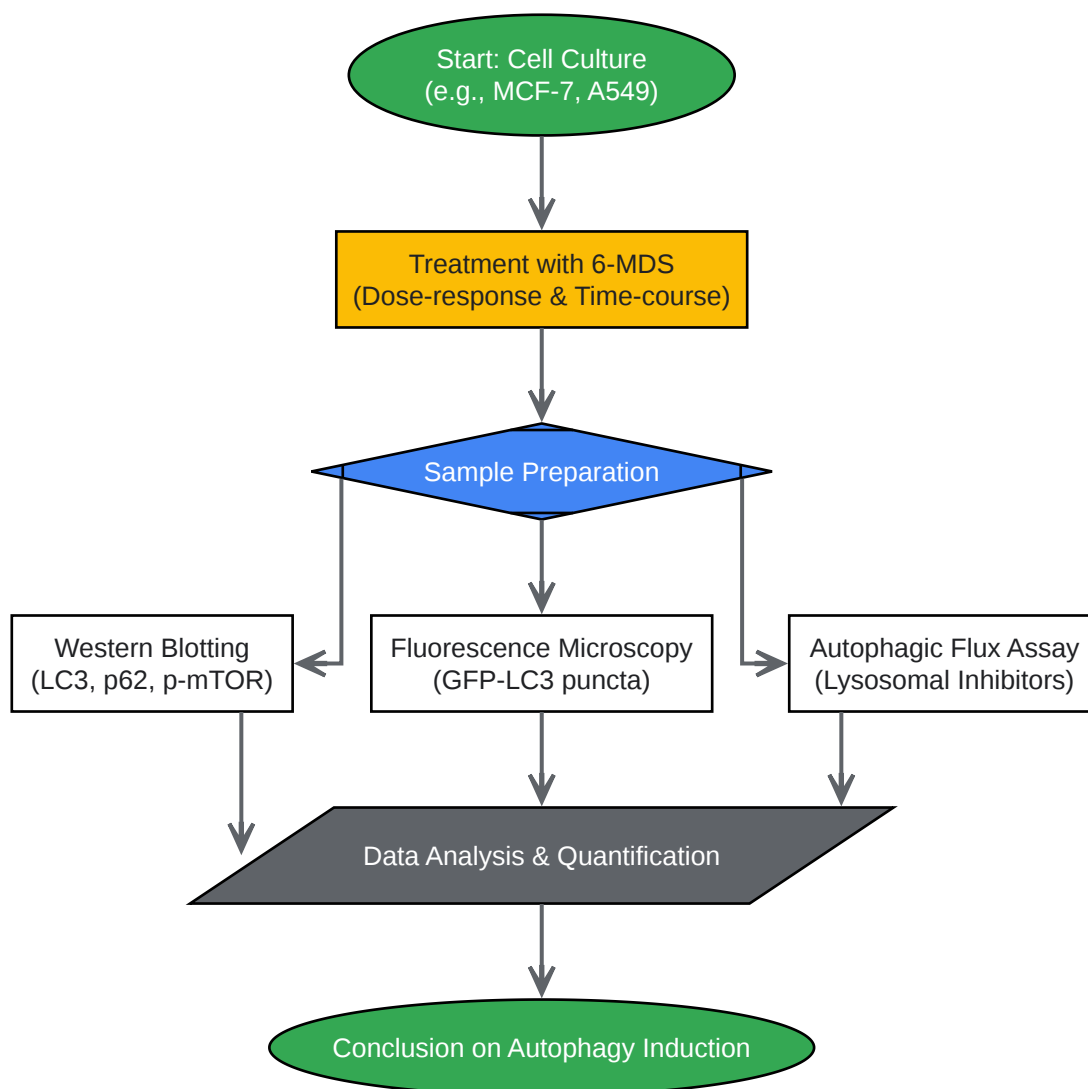 Start: Cell Culture
(e.g., MCF-7, A549)
Treatment with 6-MDS
(Dose-response & Time-course)
Sample Preparation
Western Blotting
(LC3, p62, p-mTOR)
Fluorescence Microscopy
(GFP-LC3 puncta)
Autophagic Flux Assay
(Lysosomal Inhibitors)
Data Analysis & Quantification
Conclusion on Autophagy Induction